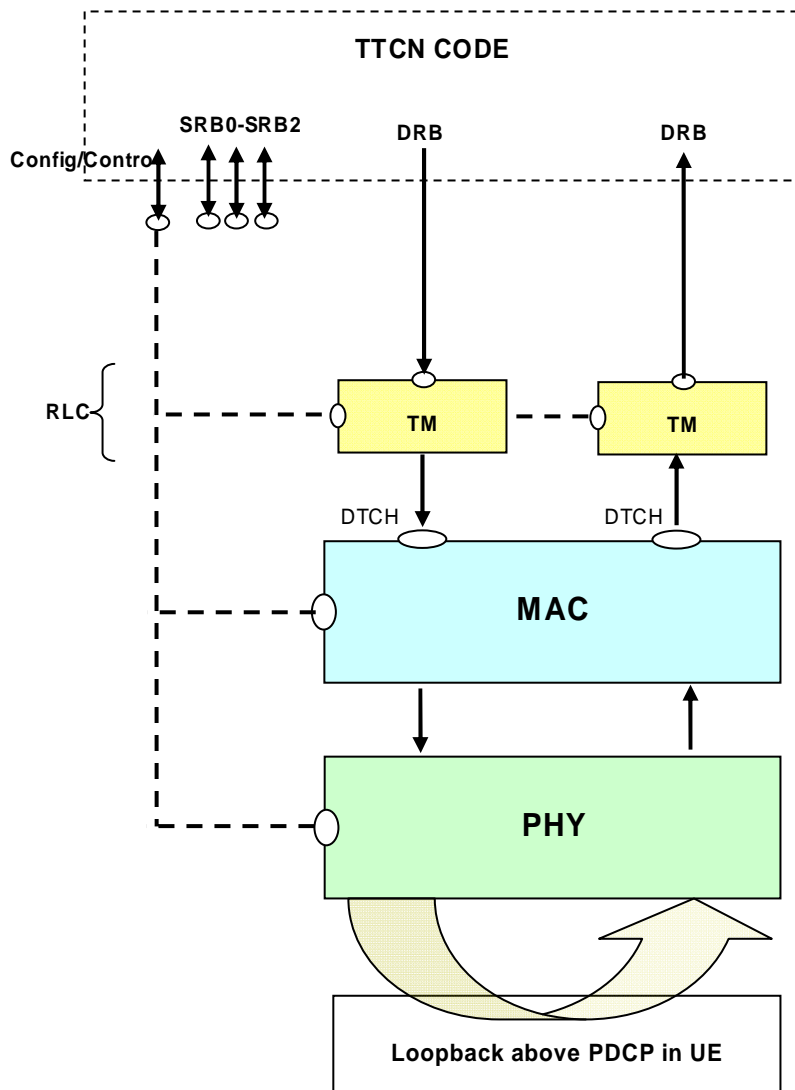 TTCN CODE
SRB0-SRB2
DRB
DRB
Config/Contro
RLC
TM
TM
DTCH
DTCH
MAC
PHY
Loopback above PDCP in UE